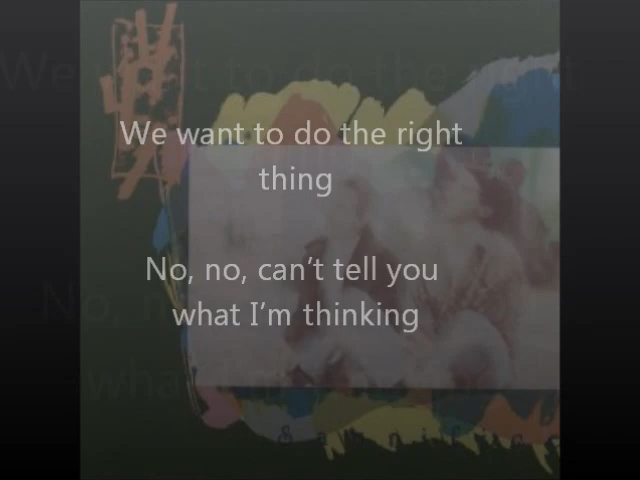 We want to do the right
thing
No, no, can't tell you
what I'm thinking